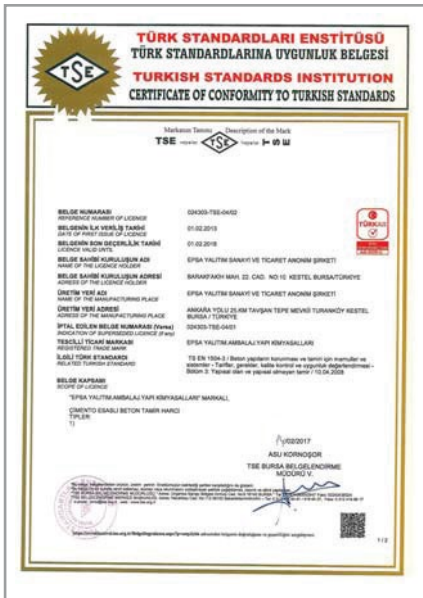 TÜRK STANDARDLARI ENSTİTÜSÜ
TÜRK STANDARDLARINA UYGUNLUK BELGESİ
TURKISH STANDARDS INSTITUTION
CERTIFICATE OF CONFORMITY TO TURKISH STANDARDS
TSE
Markanın Tanımı Description of the Mark
TSE veyahut TSE veyahut TSE
BELGE NUMARASI 024303-TSE-04/02
REFERENCE NUMBER OF LICENCE
BELGENİN İLK VERİLİŞ TARİHİ 01.02.2013
DATE OF FIRST ISSUE OF LICENCE
BELGENİN SON GEÇERLİLİK TARİHİ 01.02.2018
LICENCE VALID UNTIL
TÜRKAK
BELGE SAHİBİ KURULUŞUN ADI EPSA YALITIM SANAYİ VE TİCARET ANONİM ŞİRKETİ
NAME OF THE LICENCE HOLDER
BELGE SAHİBİ KURULUŞUN ADRESİ BARAKFAKİH MAH. 22. CAD. NO:10 KESTEL BURSA/TÜRKİYE
ADRESS OF THE LICENCE HOLDER
ÜRETİM YERİ ADI EPSA YALITIM SANAYİ VE TİCARET ANONİM ŞİRKETİ
NAME OF THE MANUFACTURING PLACE
ÜRETİM YERİ ADRESİ ANKARA YOLU 25.KM TAVŞAN TEPE MEVKİİ TURANKÖY KESTEL
ADRESS OF THE MANUFACTURING PLACE BURSA / TÜRKİYE
İPTAL EDİLEN BELGE NUMARASI (Varsa) 024303-TSE-04/01
INDICATION OF SUPERSEDED LICENCE (if any)
TESCİLLİ TİCARİ MARKASI EPSA YALITIM AMBALAJ YAPI KİMYASALLARI
REGISTERED TRADE MARK
İLGİLİ TÜRK STANDARDI TS EN 1504-3 / Beton yapıların korunması ve tamiri için mamuller ve
RELATED TURKISH STANDARD sistemler - Tarifler, gerekler, kalite kontrol ve uygunluk değerlendirmesi -
Bölüm 3: Yapısal olan ve yapısal olmayan tamir / 10.04.2008
BELGE KAPSAMI
SCOPE OF LICENCE
"EPSA YALITIM AMBALAJ YAPI KİMYASALLARI" MARKALI,
ÇİMENTO ESASLI BETON TAMİR HARCI
TİPLER:
1)
/02/2017
ASU KORNOŞOR
TSE BURSA BELGELENDİRME
MÜDÜRÜ V.
1 / 2